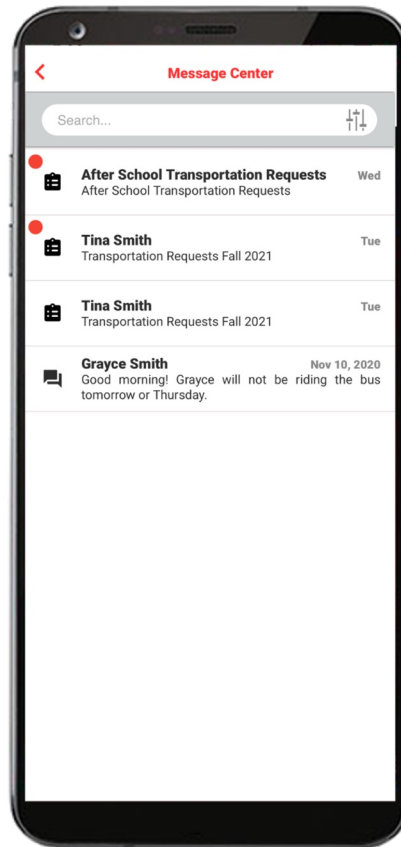 Message Center
Search...
After School Transportation Requests Wed
After School Transportation Requests
Tina Smith Tue
Transportation Requests Fall 2021
Tina Smith Tue
Transportation Requests Fall 2021
Grayce Smith Nov 10, 2020
Good morning! Grayce will not be riding the bus
tomorrow or Thursday.